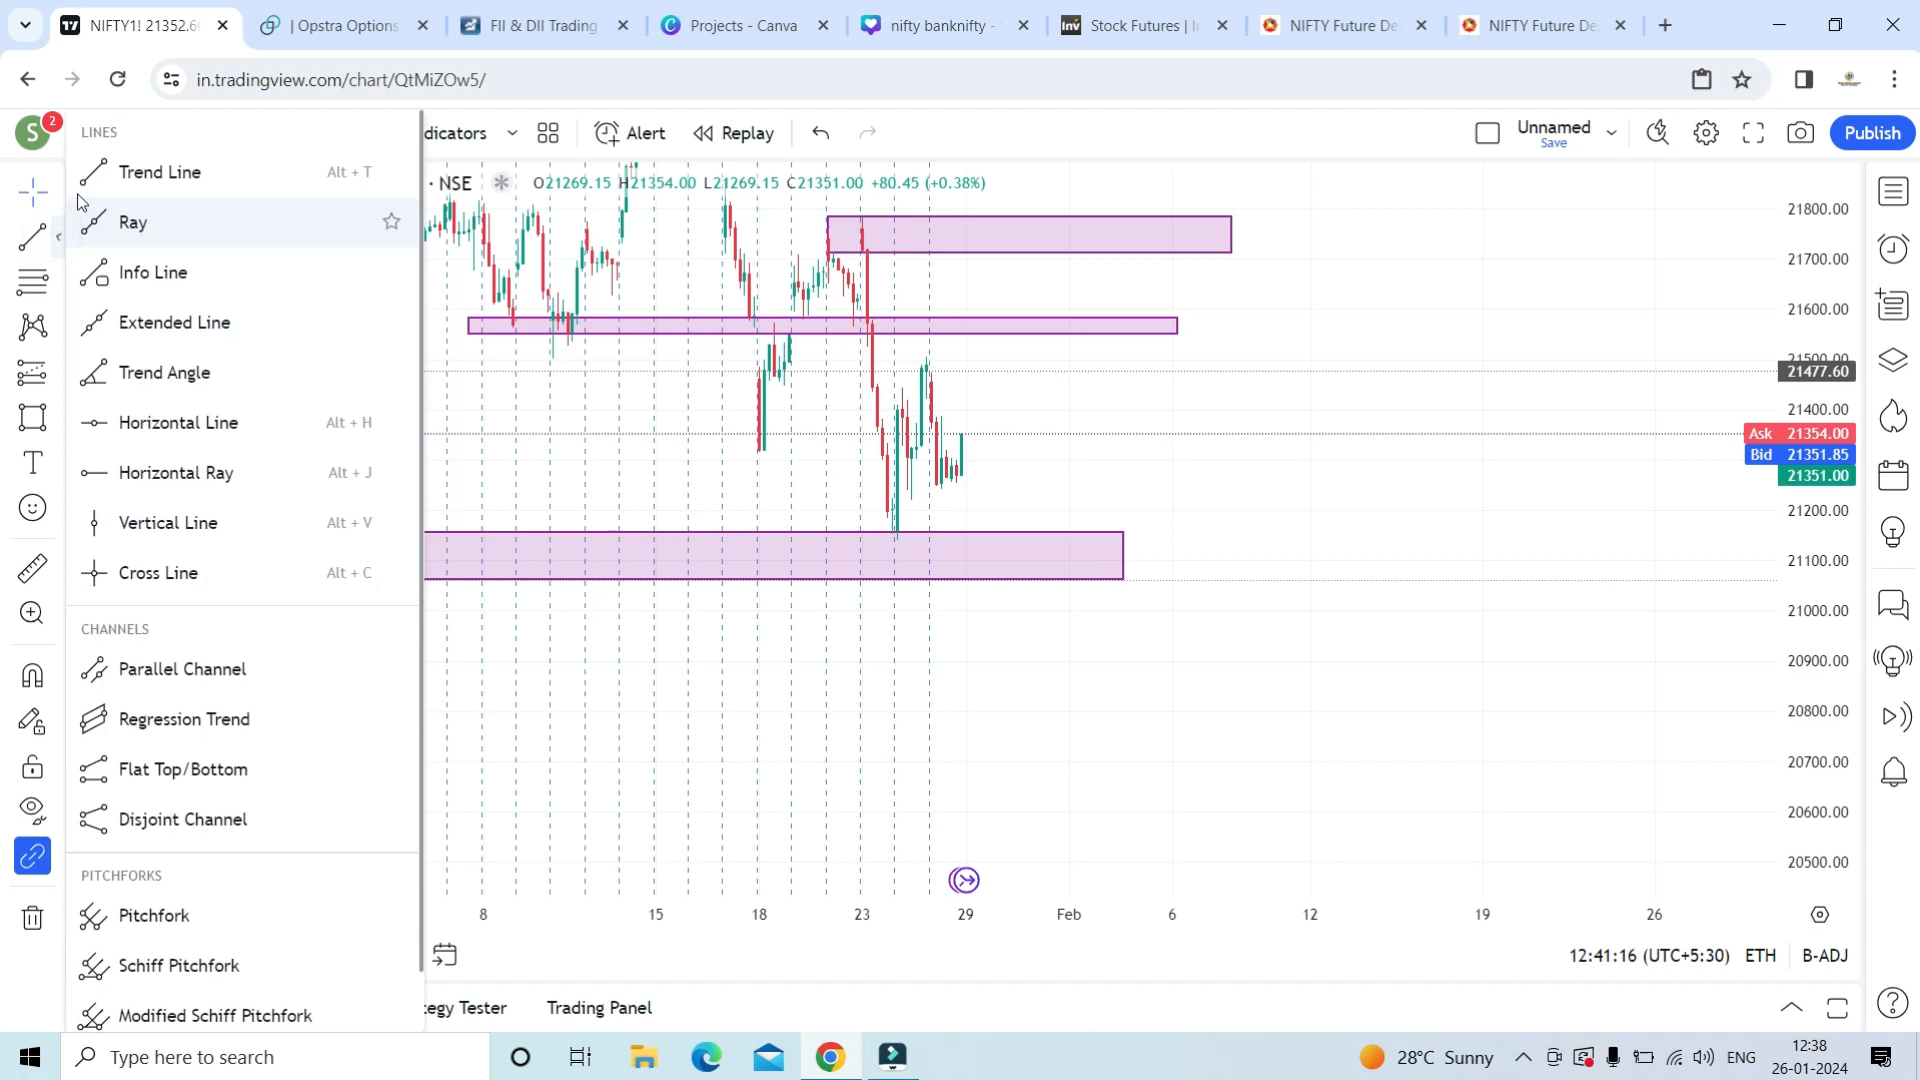 NIFTY1! 21352.60
| Opstra Options
FII & DII Trading
Projects - Canva
nifty banknifty -
Inv
Stock Futures | I
NIFTY Future De
NIFTY Future De
in.tradingview.com/chart/QtMiZOw5/
S
2
LINES
dicators
Alert
Replay
Unnamed
Save
Publish
Trend Line Alt + T
· NSE O21269.15 H21354.00 L21269.15 C21351.00 +80.45 (+0.38%)
Ray
Info Line
Extended Line
Trend Angle
Horizontal Line Alt + H
Horizontal Ray Alt + J
Vertical Line Alt + V
Cross Line Alt + C
CHANNELS
Parallel Channel
Regression Trend
Flat Top/Bottom
Disjoint Channel
PITCHFORKS
Pitchfork
Schiff Pitchfork
Modified Schiff Pitchfork
21800.00
21700.00
21600.00
21500.00
21477.60
21400.00
Ask 21354.00
Bid 21351.85
21351.00
21200.00
21100.00
21000.00
20900.00
20800.00
20700.00
20600.00
20500.00
8 15 18 23 29 Feb 6 12 19 26
12:41:16 (UTC+5:30) ETH B-ADJ
tegy Tester Trading Panel
Type here to search
28°C Sunny
ENG
12:38
26-01-2024